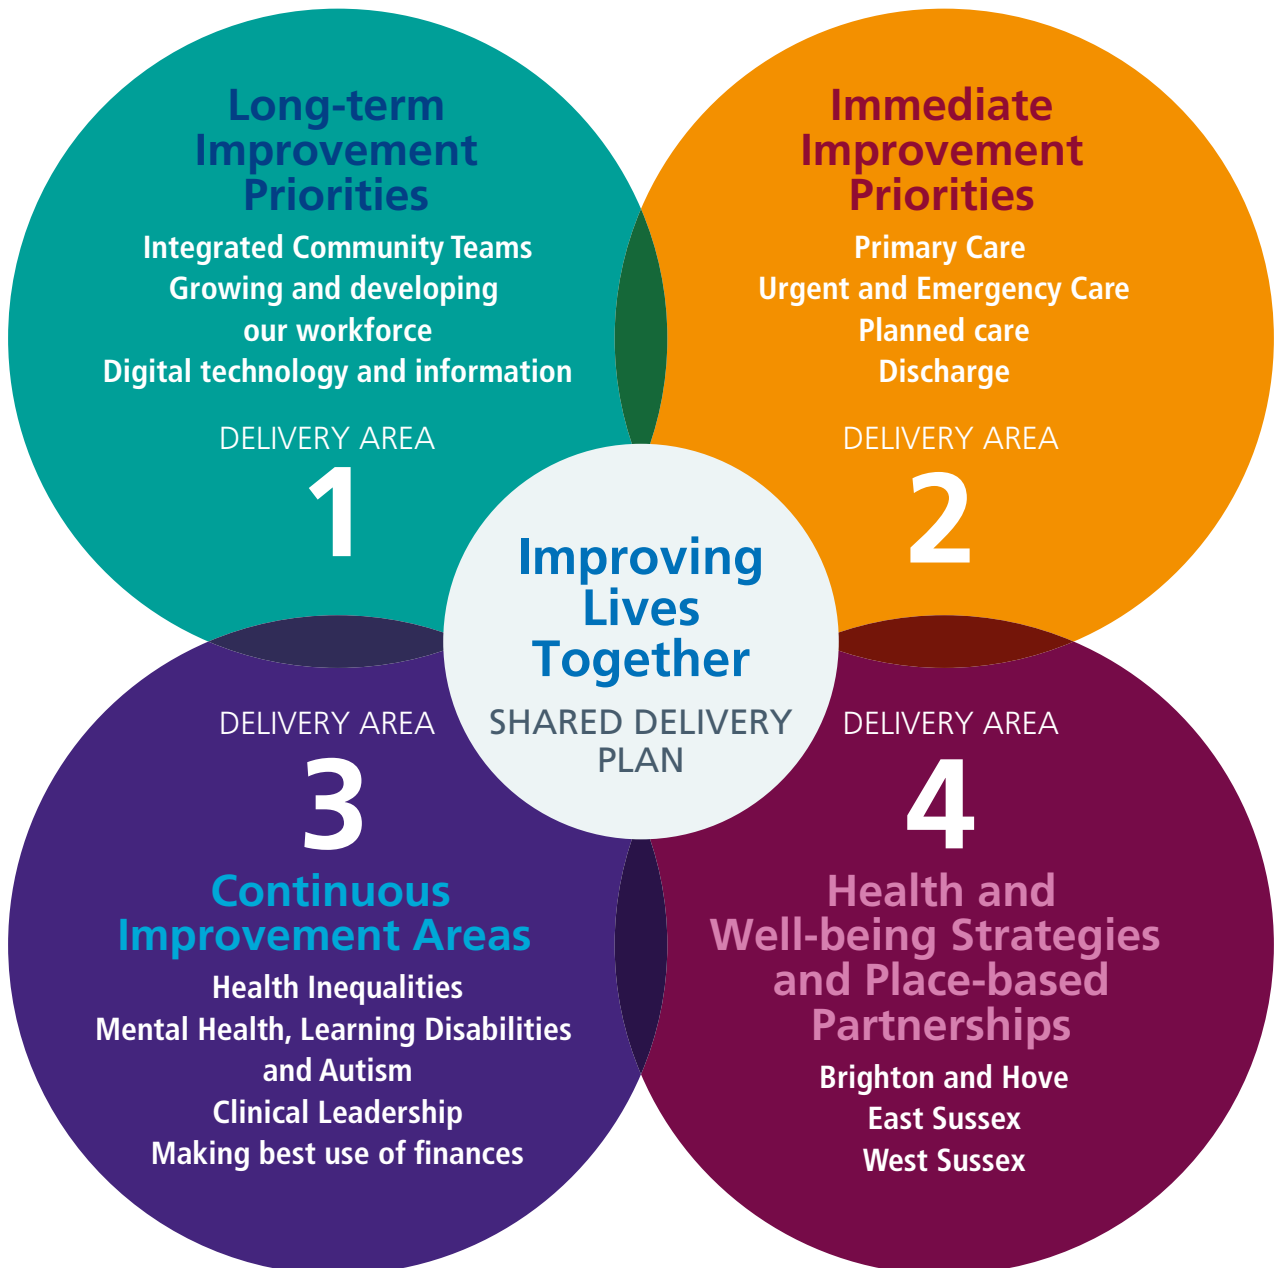 Long-term
Improvement
Priorities
Integrated Community Teams
Growing and developing
our workforce
Digital technology and information
DELIVERY AREA
1
Immediate
Improvement
Priorities
Primary Care
Urgent and Emergency Care
Planned care
Discharge
DELIVERY AREA
2
Improving
Lives
Together
SHARED DELIVERY
PLAN
DELIVERY AREA
3
Continuous
Improvement Areas
Health Inequalities
Mental Health, Learning Disabilities
and Autism
Clinical Leadership
Making best use of finances
DELIVERY AREA
4
Health and
Well-being Strategies
and Place-based
Partnerships
Brighton and Hove
East Sussex
West Sussex